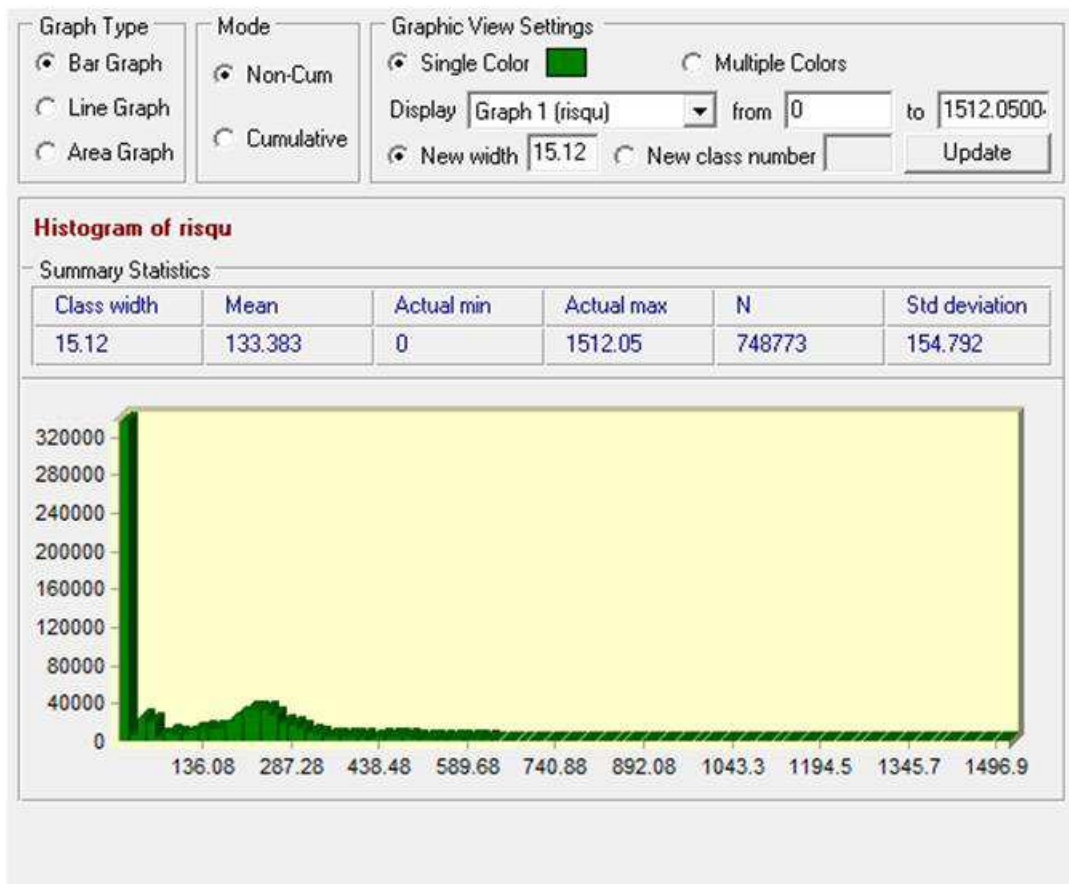 Graph Type
Bar Graph
Line Graph
Area Graph
Mode
Non-Cum
Cumulative
Graphic View Settings
Single Color Multiple Colors
Display Graph 1 (risqu) from 0 to 1512.0500
New width 15.12 New class number Update
Histogram of risqu
Summary Statistics
Class width Mean Actual min Actual max N Std deviation
15.12 133.383 0 1512.05 748773 154.792
320000
280000
240000
200000
160000
120000
80000
40000
0
136.08 287.28 438.48 589.68 740.88 892.08 1043.3 1194.5 1345.7 1496.9